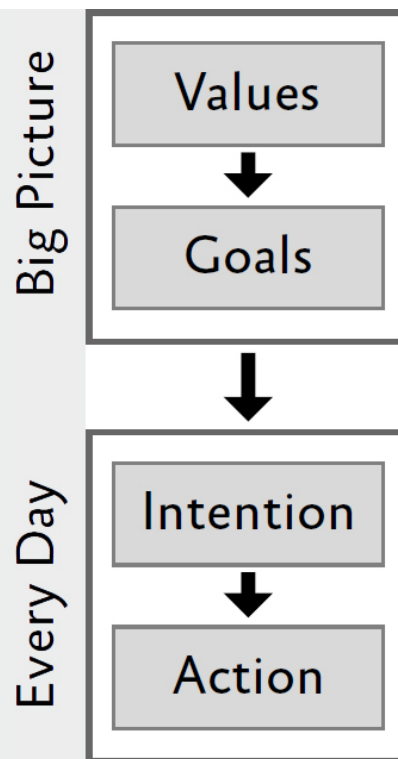 Big Picture
Values
Goals
Every Day
Intention
Action